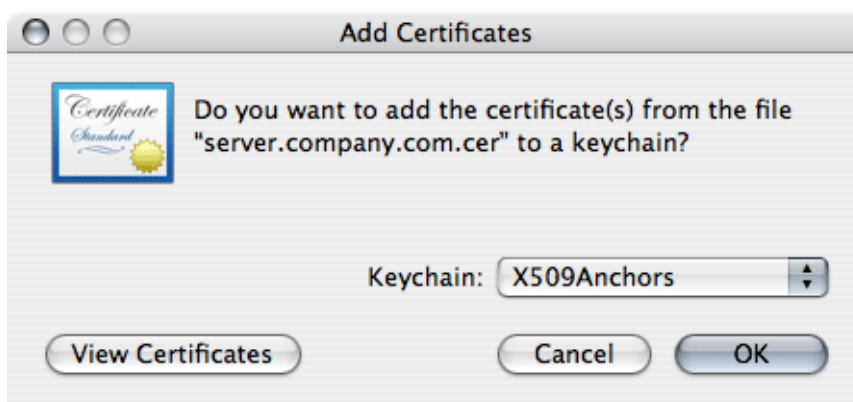 Add Certificates
Certificate
Standard
Do you want to add the certificate(s) from the file
"server.company.com.cer" to a keychain?
Keychain: X509Anchors
View Certificates Cancel OK